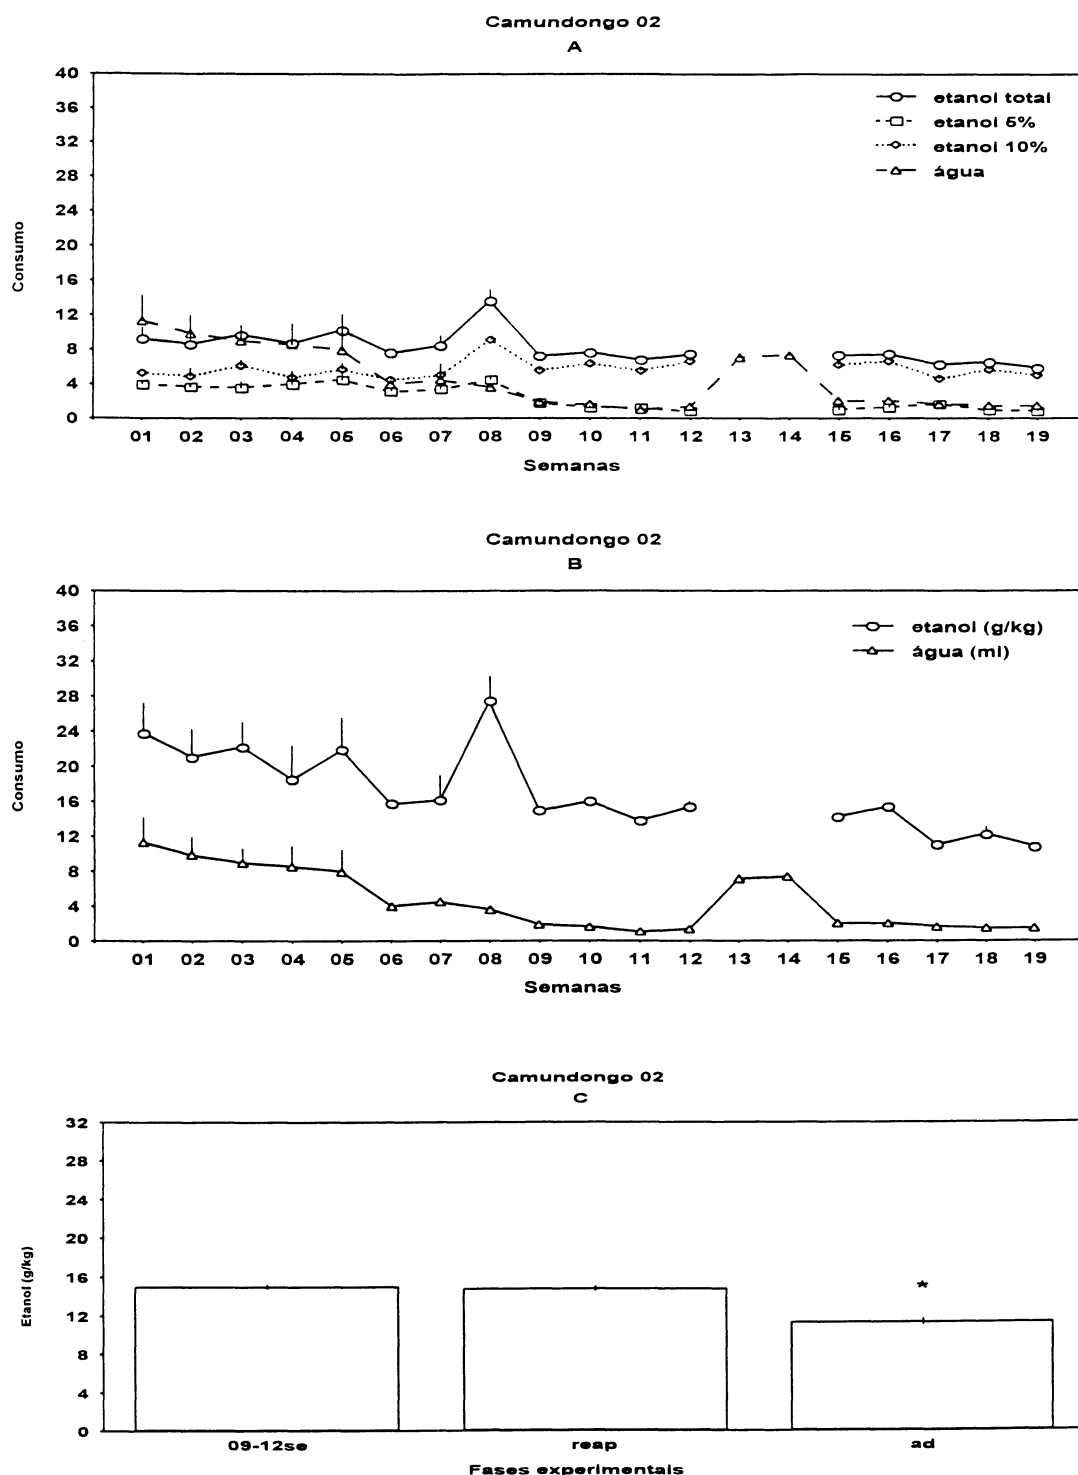 Camundongo 02
A
40
36
32
28
24
20
16
12
8
4
0
Consumo
etanol total
etanol 5%
etanol 10%
água
01 02 03 04 05 06 07 08 09 10 11 12 13 14 15 16 17 18 19
Semanas
Camundongo 02
B
40
36
32
28
24
20
16
12
8
4
0
Consumo
etanol (g/kg)
água (ml)
01 02 03 04 05 06 07 08 09 10 11 12 13 14 15 16 17 18 19
Semanas
Camundongo 02
C
32
28
24
20
16
12
8
4
0
Etanol (g/kg)
*
09-12se reap ad
Fases experimentais